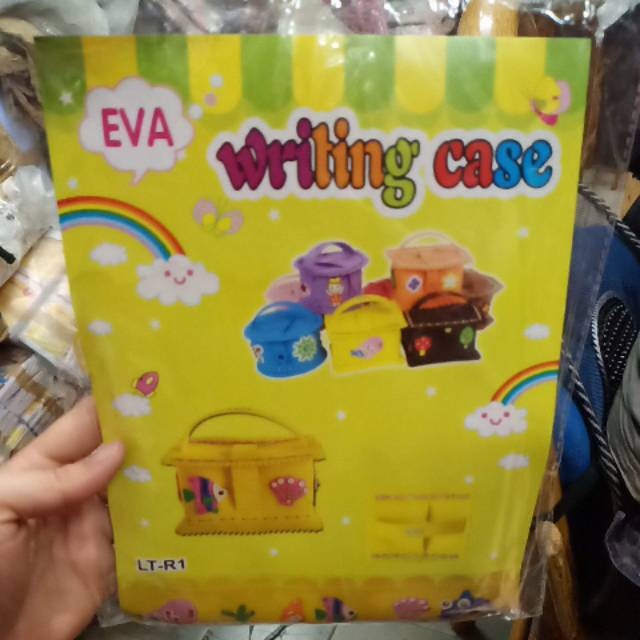 EVA
writing case
LT-R1